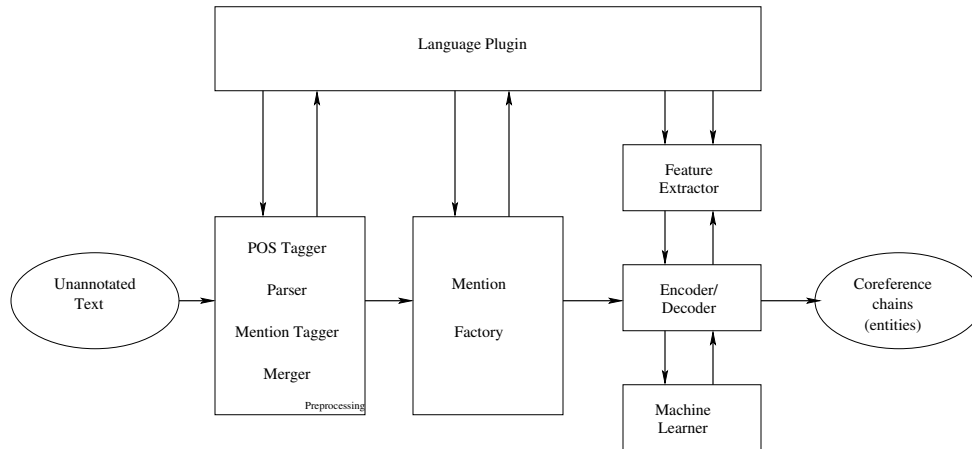 Language Plugin
Feature
Extractor
POS Tagger
Parser
Mention Tagger
Merger
Preprocessing
Unannotated
Text
Mention
Factory
Encoder/
Decoder
Coreference
chains
(entities)
Machine
Learner